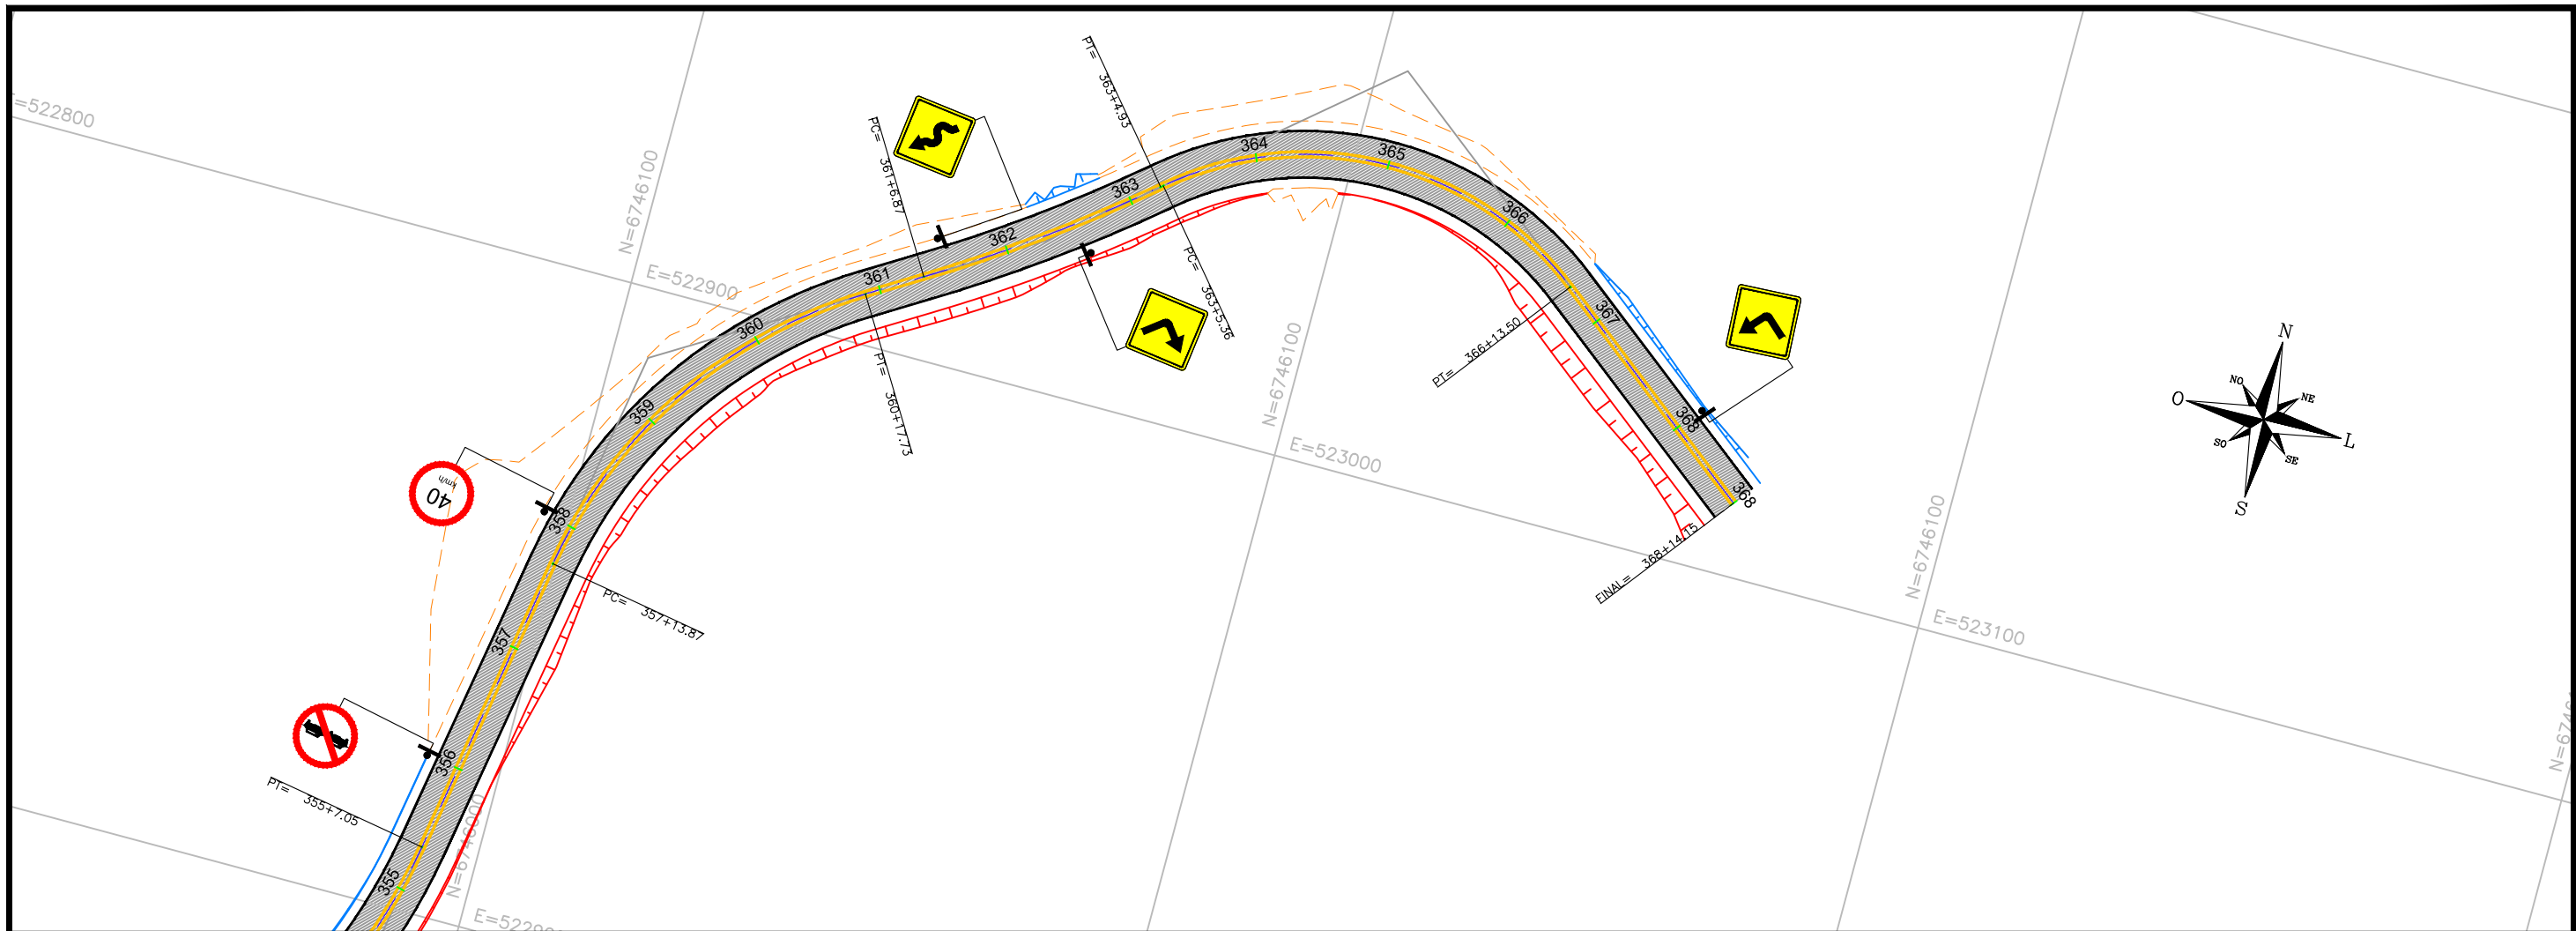 =522800
N=6746100
E=522900
PC= 361+6.87
PT= 363+4.93
PC= 363+5.36
PT= 360+17.73
364
365
363
366
362
361
367
360
359
368
368
358
357
356
355
N=6746100
E=523000
PT= 366+13.50
FINAL= 368+14.15
N=6746100
E=523100
40
km/h
PC= 357+13.87
PT= 355+7.05
N=6746000
E=52290
N=6746
N
NO
NE
O
L
SO
SE
S